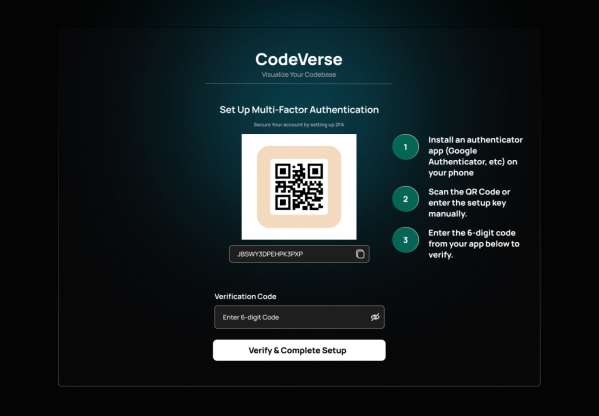 CodeVerse
Visualize Your Codebase
Set Up Multi-Factor Authentication
Secure Your account by setting up 2FA
JBSWY3DPEHPK3PXP
1
Install an authenticator
app (Google
Authenticator, etc) on
your phone
2
Scan the QR Code or
enter the setup key
manually.
3
Enter the 6-digit code
from your app below to
verify.
Verification Code
Enter 6-digit Code
Verify & Complete Setup